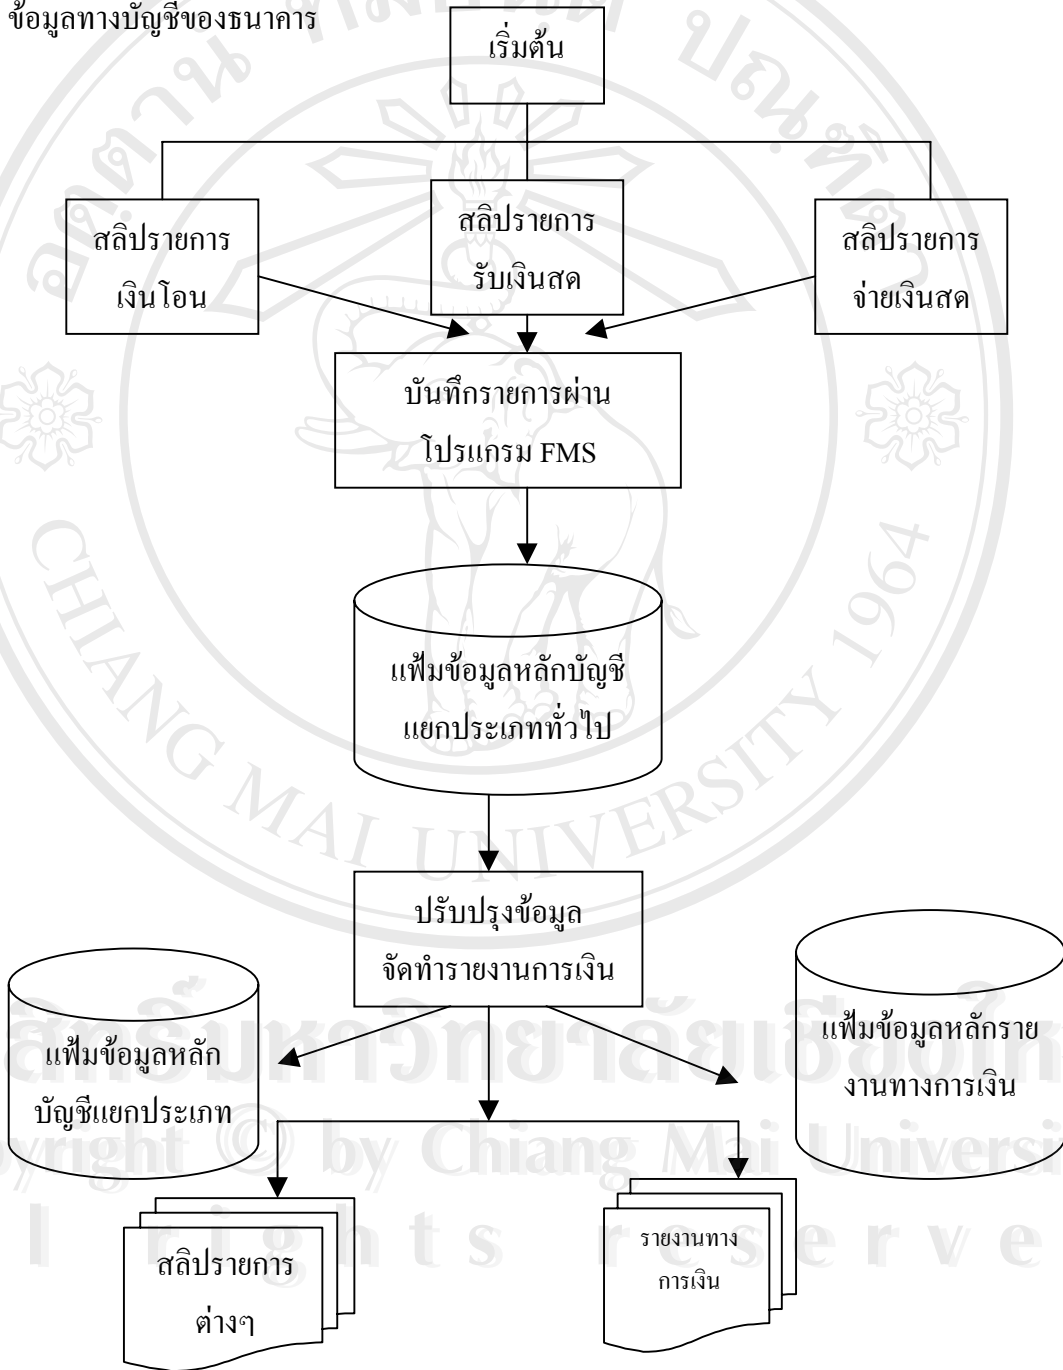 ข้อมูลทางบัญชีของธนาคาร
เริ่มต้น
สลิปรายการ
เงินโอน
สลิปรายการ
รับเงินสด
สลิปรายการ
จ่ายเงินสด
บันทึกรายการผ่าน
โปรแกรม FMS
แฟ้มข้อมูลหลักบัญชี
แยกประเภททั่วไป
ปรับปรุงข้อมูล
จัดทำรายงานการเงิน
แฟ้มข้อมูลหลัก
บัญชีแยกประเภท
แฟ้มข้อมูลหลักราย
งานทางการเงิน
สลิปรายการ
ต่างๆ
รายงานทาง
การเงิน
CHIANG MAI UNIVERSITY 1964
by Chiang Mai
rights